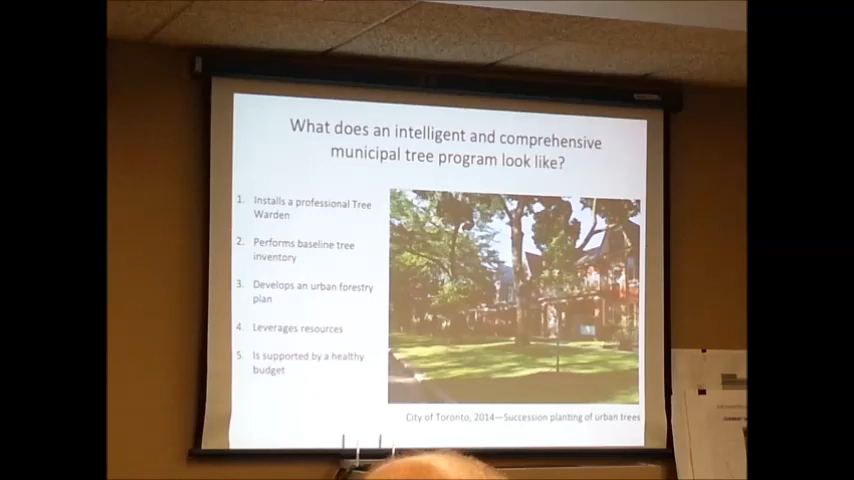 What does an intelligent and comprehensive
municipal tree program look like?
1. Installs a professional Tree
Warden
2. Performs baseline tree
inventory
3. Develops an urban forestry
plan
4. Leverages resources
5. Is supported by a healthy
budget
City of Toronto, 2014—Succession planting of urban trees